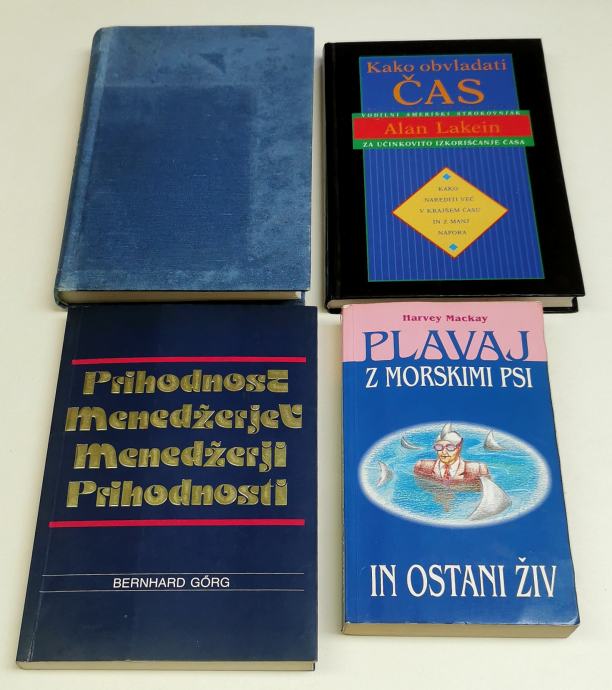 Kako obvladati
ČAS
VODILNI AMERIŠKI STROKOVNJAK
Alan Lakein
ZA UČINKOVITO IZKORIŠČANJE ČASA
KAKO
NAREDITI VEČ
V KRAJŠEM ČASU
IN Z MANJ
NAPORA
Prihodnost
Menedžerjev
Menedžerji
Prihodnosti
BERNHARD GÓRG
Harvey Mackay
PLAVAJ
Z MORSKIMI PSI
IN OSTANI ŽIV